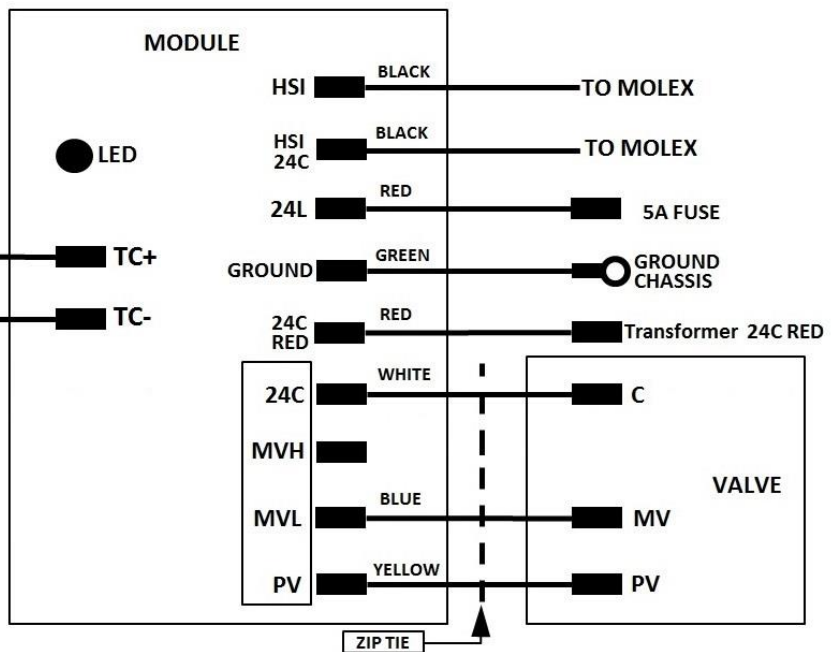 MODULE
HSI
BLACK
TO MOLEX
LED
HSI
24C
BLACK
TO MOLEX
24L
RED
5A FUSE
TC+
GROUND
GREEN
GROUND
CHASSIS
TC-
24C
RED
RED
Transformer 24C RED
24C
WHITE
C
MVH
VALVE
MVL
BLUE
MV
PV
YELLOW
PV
ZIP TIE